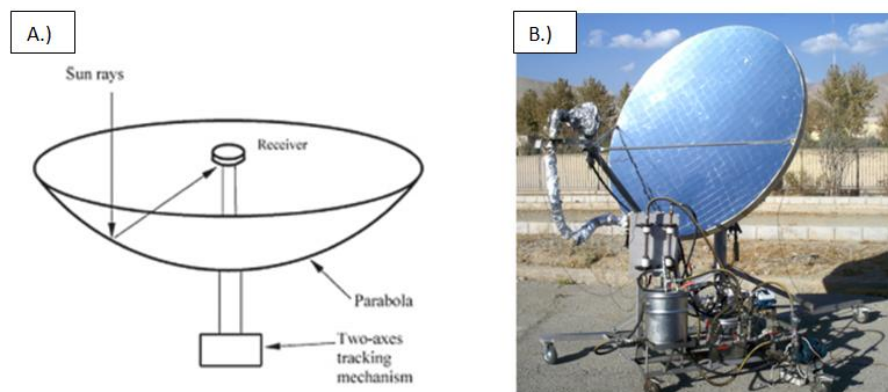 A.)
Sun rays
Receiver
Parabola
Two-axes
tracking
mechanism
B.)